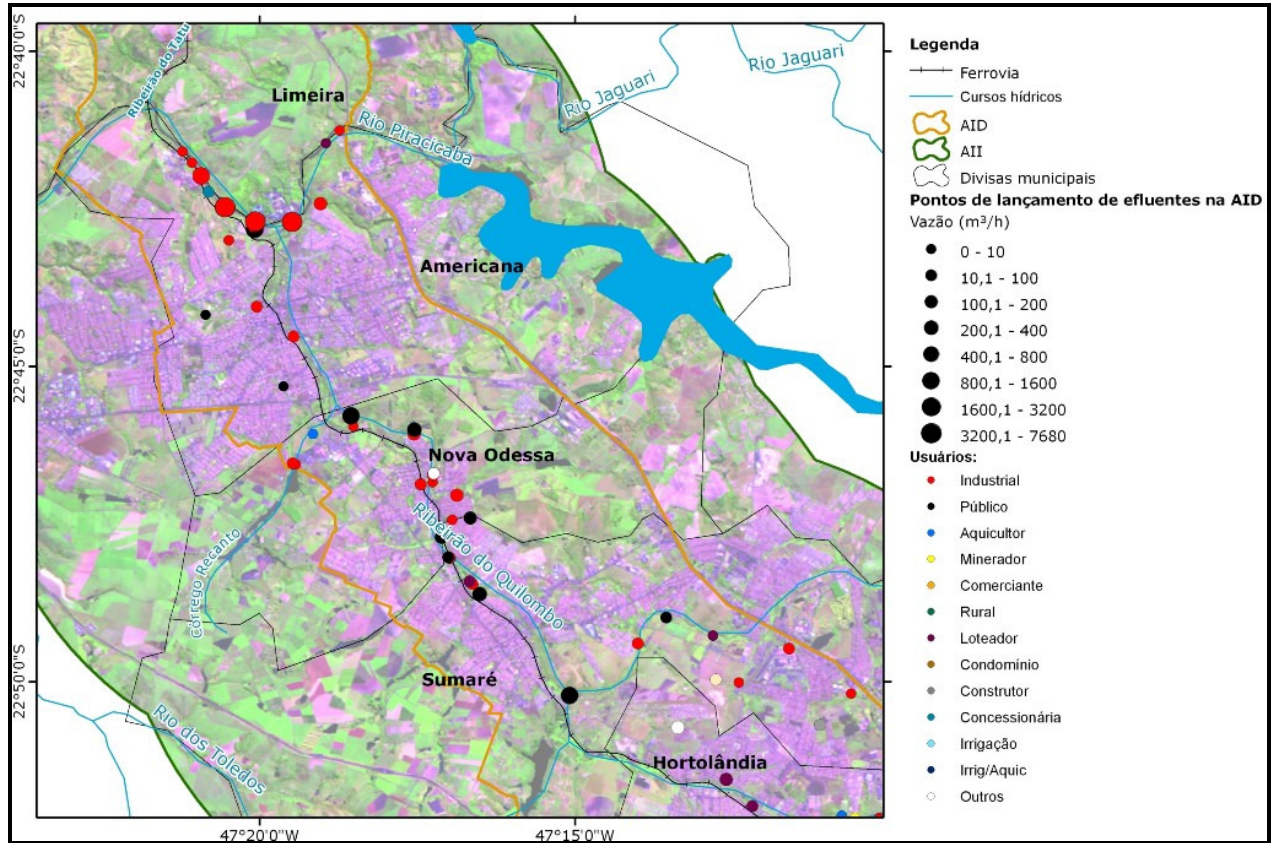 22°40'0"S
22°45'0"S
22°50'0"S
47°20'0"W
47°15'0"W
Ribeirão do Tatu
Limeira
Rio Piracicaba
Rio Jaguari
Rio Jaguari
Americana
Nova Odessa
Ribeirão do Quilombo
Córrego Recanto
Sumaré
Rio dos Toledos
Hortolândia
Legenda
Ferrovia
Cursos hídricos
AID
AII
Divisas municipais
Pontos de lançamento de efluentes na AID
Vazão (m³/h)
0 - 10
10,1 - 100
100,1 - 200
200,1 - 400
400,1 - 800
800,1 - 1600
1600,1 - 3200
3200,1 - 7680
Usuários:
Industrial
Público
Aquicultor
Minerador
Comerciante
Rural
Loteador
Condomínio
Construtor
Concessionária
Irrigação
Irrig/Aquic
Outros